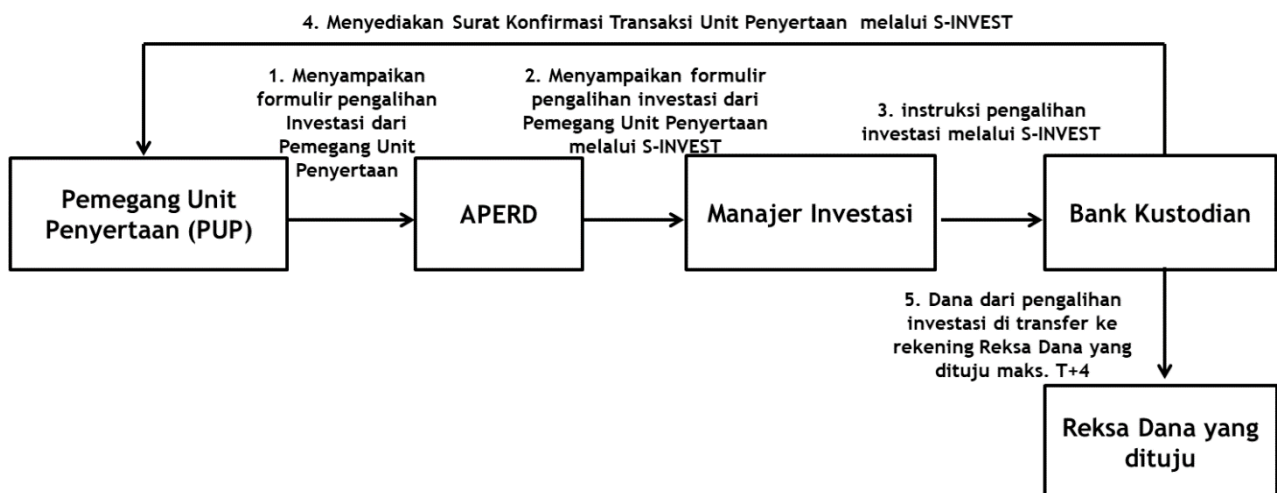 4. Menyediakan Surat Konfirmasi Transaksi Unit Penyertaan melalui S-INVEST
1. Menyampaikan
formulir pengalihan
Investasi dari
Pemegang Unit
Penyertaan
2. Menyampaikan formulir
pengalihan investasi dari
Pemegang Unit Penyertaan
melalui S-INVEST
3. instruksi pengalihan
investasi melalui S-INVEST
Pemegang Unit
Penyertaan (PUP)
APERD
Manajer Investasi
Bank Kustodian
5. Dana dari pengalihan
investasi di transfer ke
rekening Reksa Dana yang
dituju maks. T+4
Reksa Dana yang
dituju